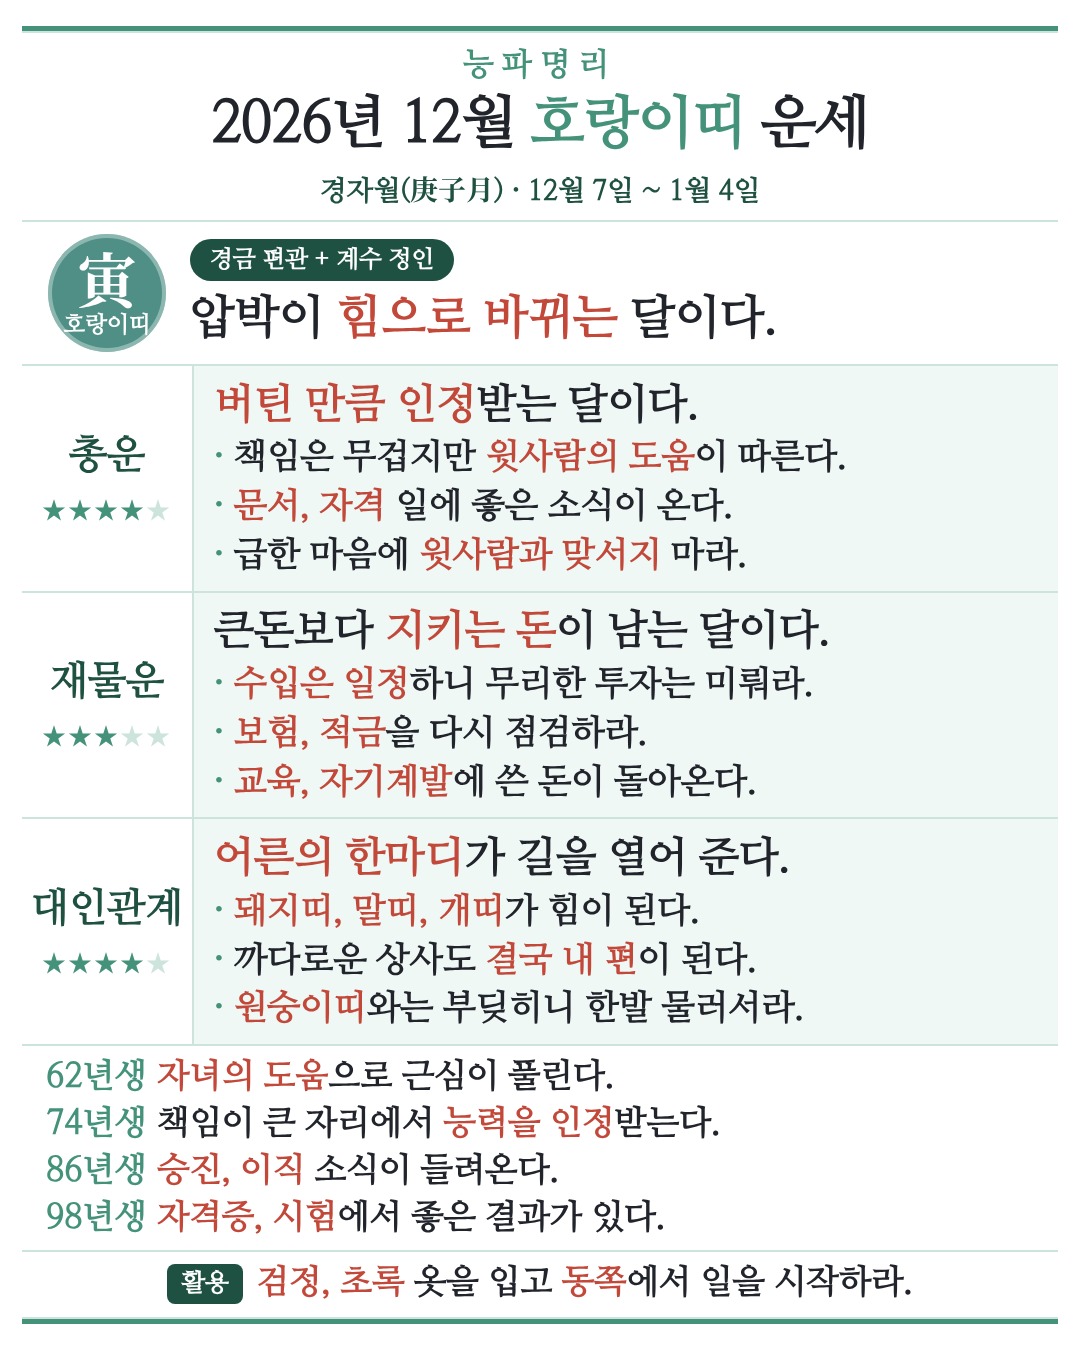 능파명리
2026년 12월 호랑이띠 운세
경자월(庚子月) · 12월 7일 ~ 1월 4일
寅
호랑이띠
경금 편관 + 계수 정인
압박이 힘으로 바뀌는 달이다.
총운
★★★★★
버틴 만큼 인정받는 달이다.
· 책임은 무겁지만 윗사람의 도움이 따른다.
· 문서, 자격 일에 좋은 소식이 온다.
· 급한 마음에 윗사람과 맞서지 마라.
재물운
★★★★★
큰돈보다 지키는 돈이 남는 달이다.
· 수입은 일정하니 무리한 투자는 미뤄라.
· 보험, 적금을 다시 점검하라.
· 교육, 자기계발에 쓴 돈이 돌아온다.
대인관계
★★★★★
어른의 한마디가 길을 열어 준다.
· 돼지띠, 말띠, 개띠가 힘이 된다.
· 까다로운 상사도 결국 내 편이 된다.
· 원숭이띠와는 부딪히니 한발 물러서라.
62년생 자녀의 도움으로 근심이 풀린다.
74년생 책임이 큰 자리에서 능력을 인정받는다.
86년생 승진, 이직 소식이 들려온다.
98년생 자격증, 시험에서 좋은 결과가 있다.
활용 검정, 초록 옷을 입고 동쪽에서 일을 시작하라.